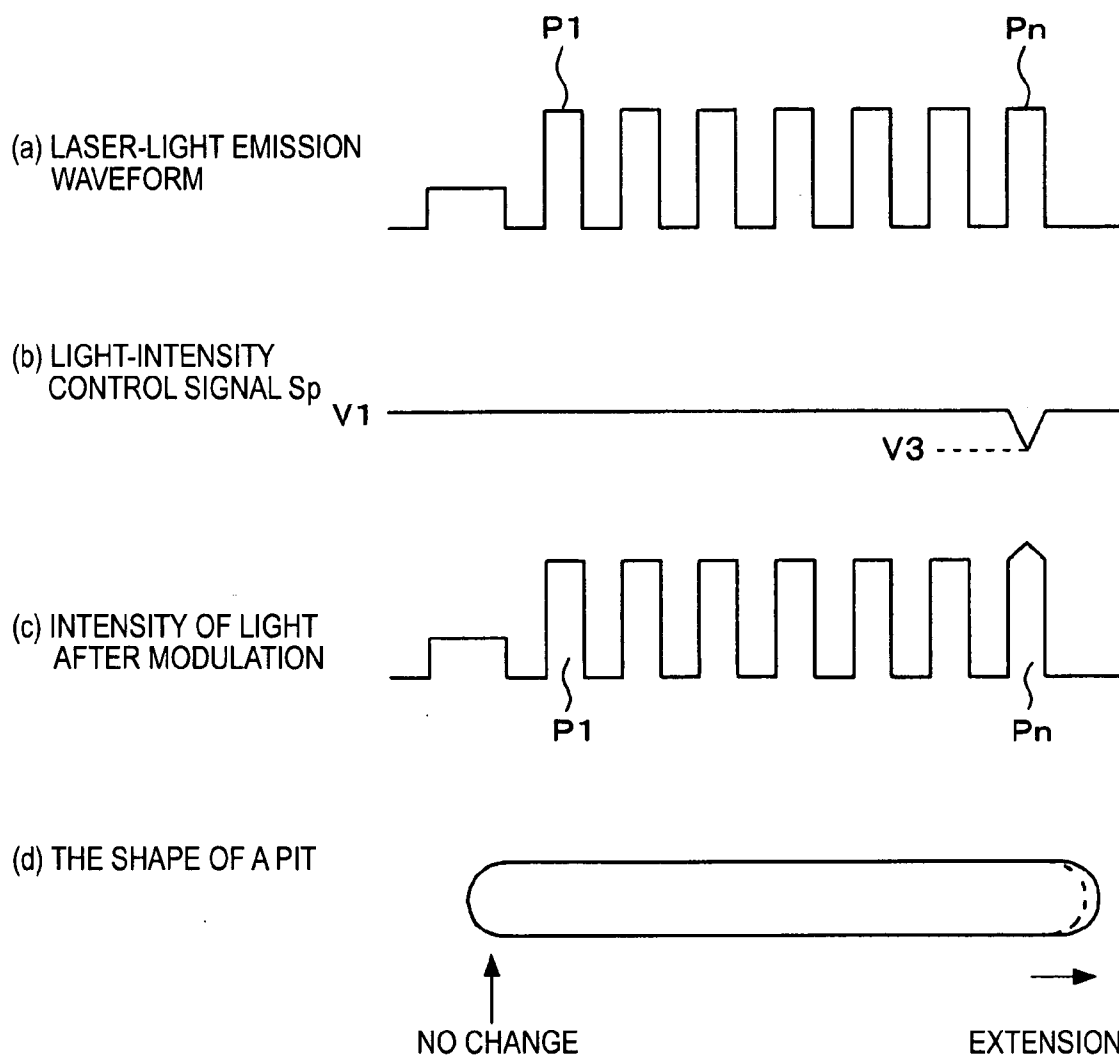 P1
Pn
(a) LASER-LIGHT EMISSION
WAVEFORM
(b) LIGHT-INTENSITY
CONTROL SIGNAL Sp
V1
V3
(c) INTENSITY OF LIGHT
AFTER MODULATION
P1
Pn
(d) THE SHAPE OF A PIT
NO CHANGE
EXTENSION